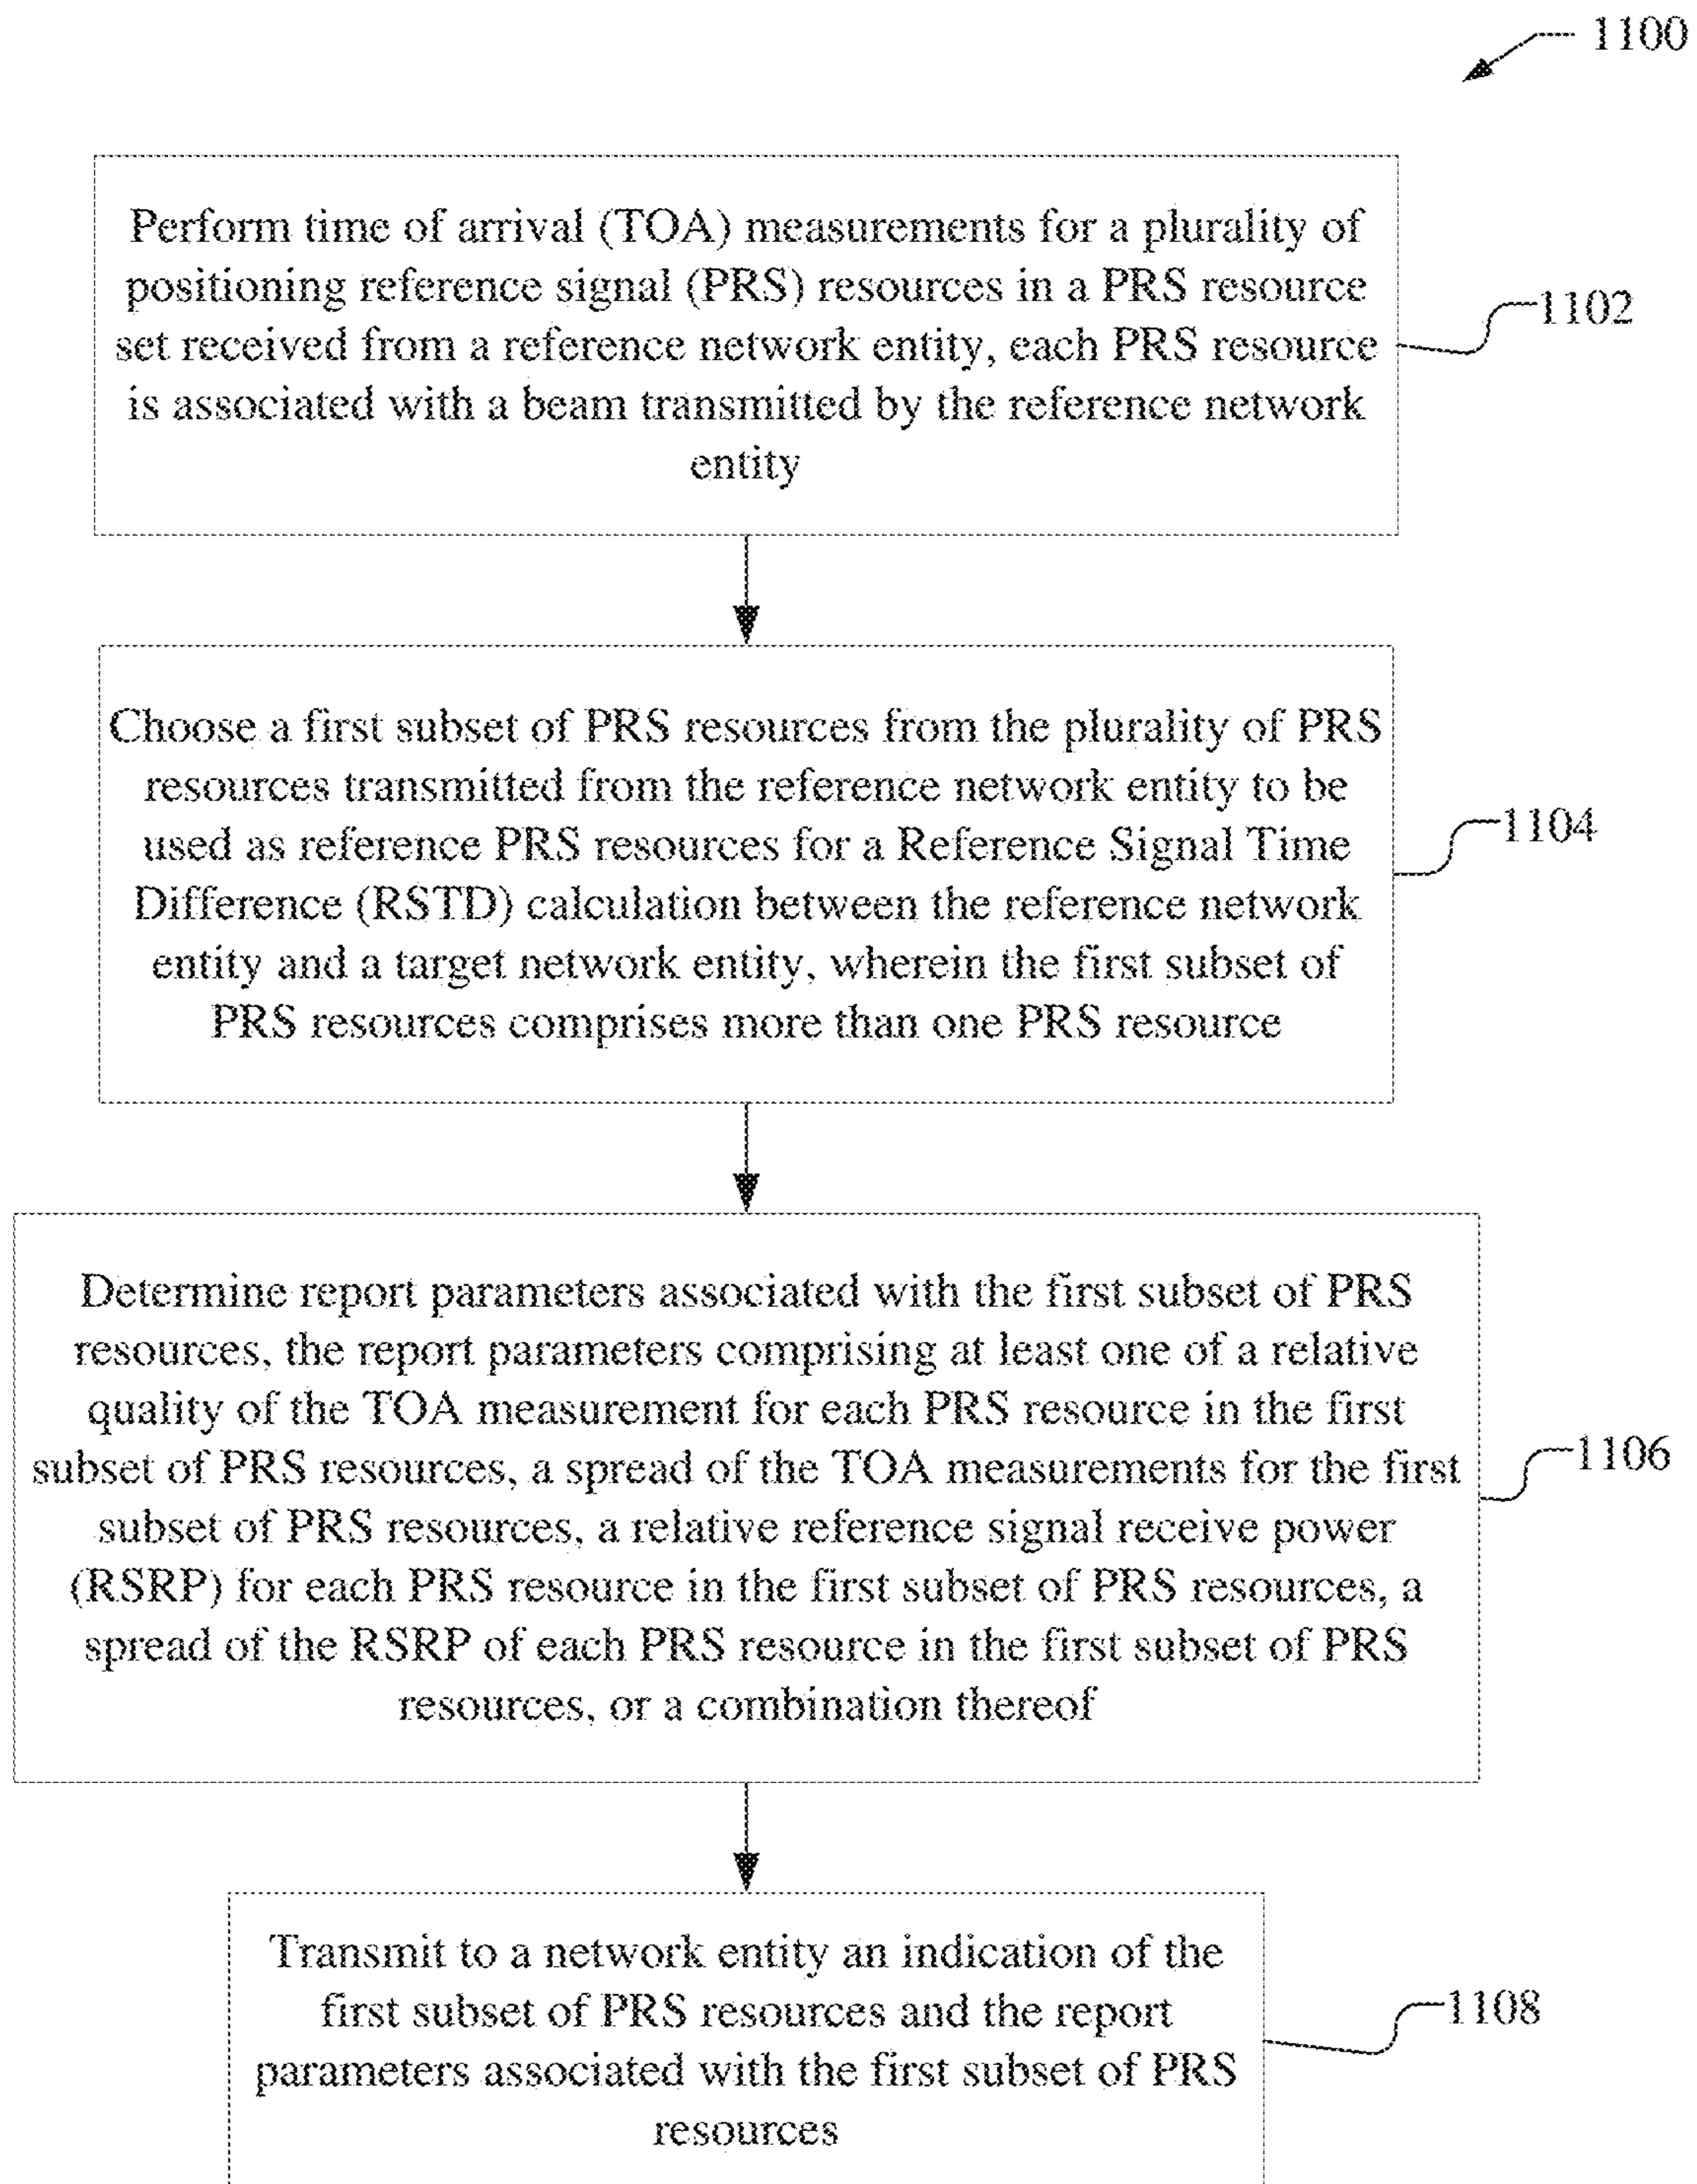 1100
Perform time of arrival (TOA) measurements for a plurality of
positioning reference signal (PRS) resources in a PRS resource
set received from a reference network entity, each PRS resource
is associated with a beam transmitted by the reference network
entity
1102
Choose a first subset of PRS resources from the plurality of PRS
resources transmitted from the reference network entity to be
used as reference PRS resources for a Reference Signal Time
Difference (RSTD) calculation between the reference network
entity and a target network entity, wherein the first subset of
PRS resources comprises more than one PRS resource
1104
Determine report parameters associated with the first subset of PRS
resources, the report parameters comprising at least one of a relative
quality of the TOA measurement for each PRS resource in the first
subset of PRS resources, a spread of the TOA measurements for the first
subset of PRS resources, a relative reference signal receive power
(RSRP) for each PRS resource in the first subset of PRS resources, a
spread of the RSRP of each PRS resource in the first subset of PRS
resources, or a combination thereof
1106
Transmit to a network entity an indication of the
first subset of PRS resources and the report
parameters associated with the first subset of PRS
resources
1108